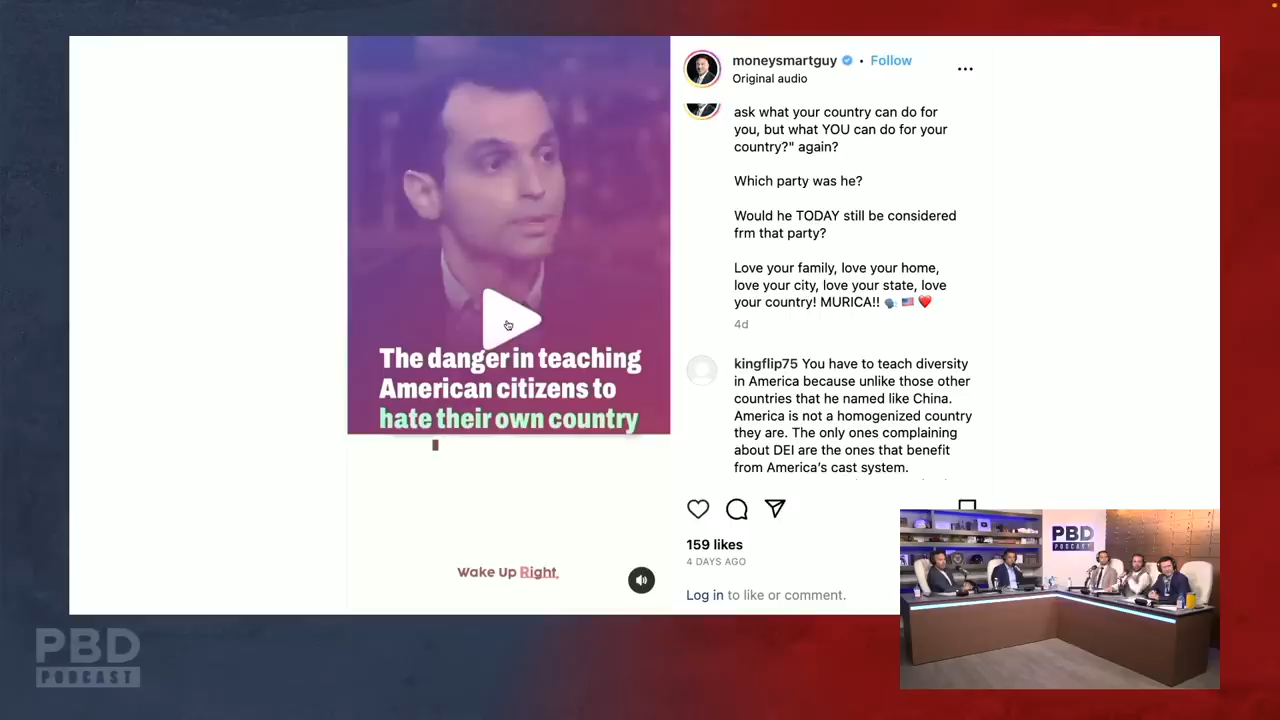 moneysmartguy • Follow
Original audio
ask what your country can do for
you, but what YOU can do for your
country?" again?
Which party was he?
Would he TODAY still be considered
frm that party?
Love your family, love your home,
love your city, love your state, love
your country! MURICA!! 🗣️ 🇺🇸 ❤️
4d
kingflip75 You have to teach diversity
in America because unlike those other
countries that he named like China.
America is not a homogenized country
they are. The only ones complaining
about DEI are the ones that benefit
from America's cast system.
159 likes
4 DAYS AGO
Log in to like or comment.
The danger in teaching
American citizens to
hate their own country
Wake Up Right,
PBD
PODCAST
PBD
PODCAST